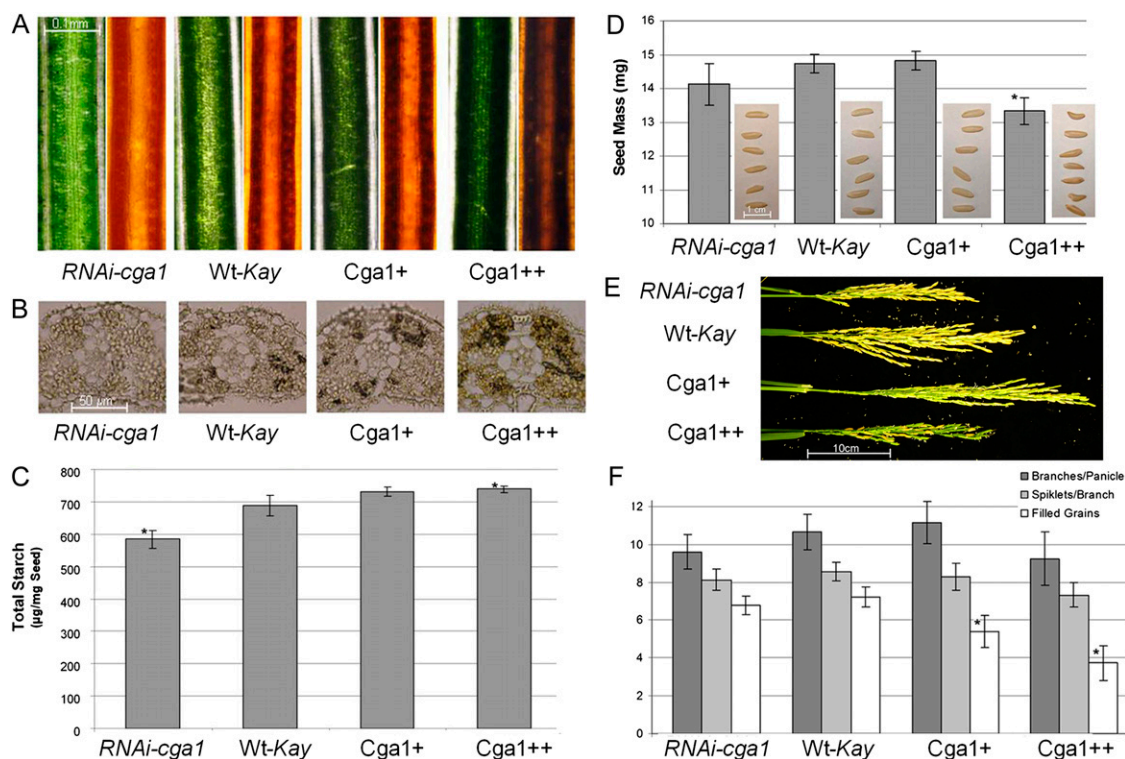 A
0.1mm
RNAi-cga1 Wt-Kay Cga1+ Cga1++
B
50 µm
RNAi-cga1 Wt-Kay Cga1+ Cga1++
C
Total Starch
(µg/mg Seed)
800
700
600
500
400
300
200
100
0
*
*
RNAi-cga1 Wt-Kay Cga1+ Cga1++
D
Seed Mass (mg)
16
15
14
13
12
11
10
*
1 cm
RNAi-cga1 Wt-Kay Cga1+ Cga1++
E
RNAi-cga1
Wt-Kay
Cga1+
Cga1++
10cm
F
Branches/Panicle
Spiklets/Branch
Filled Grains
12
10
8
6
4
2
0
*
*
RNAi-cga1 Wt-Kay Cga1+ Cga1++